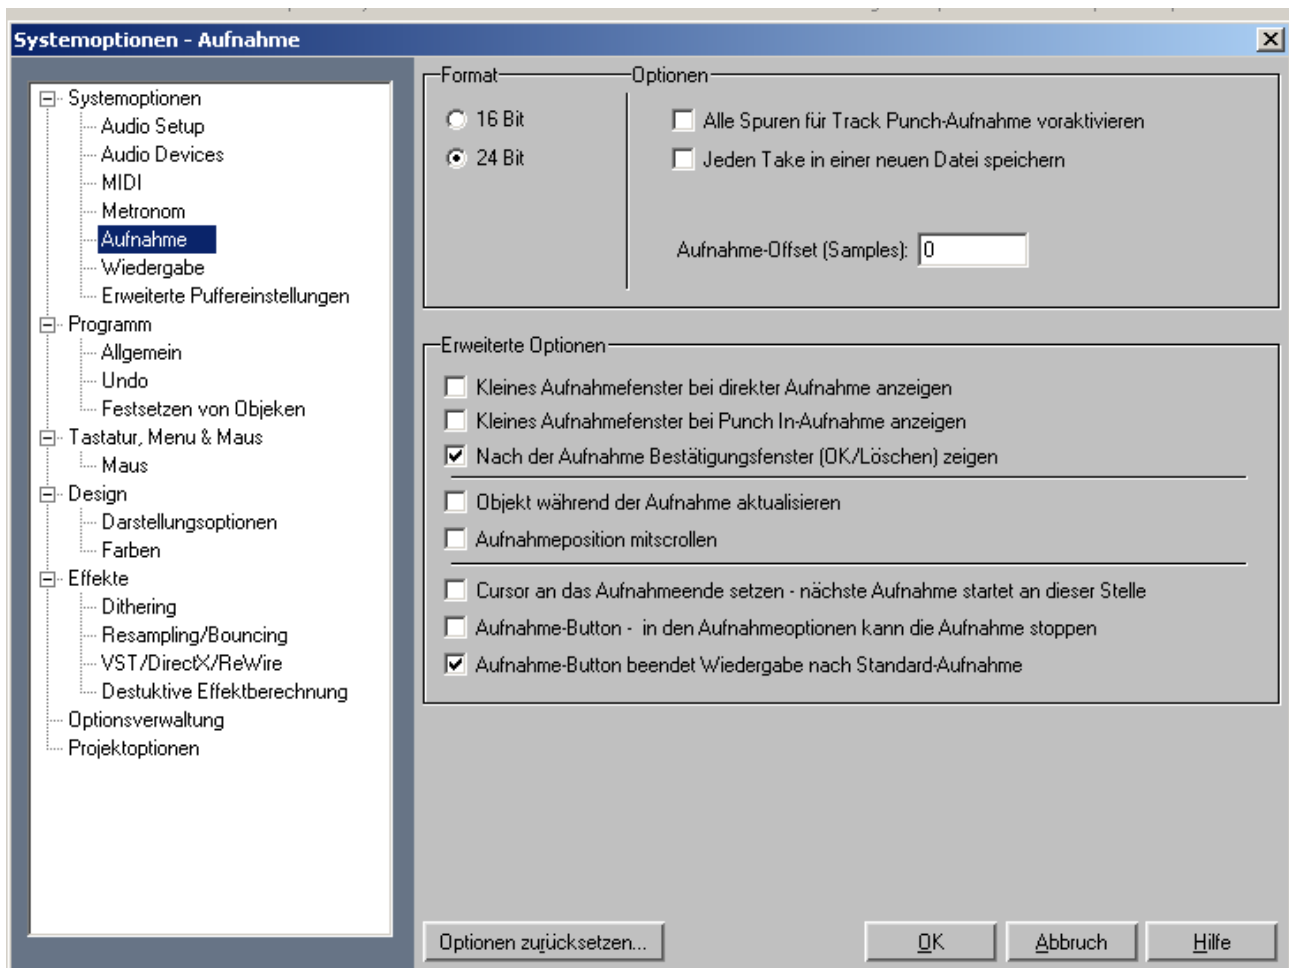 Systemoptionen - Aufnahme
Systemoptionen
Audio Setup
Audio Devices
MIDI
Metronom
Aufnahme
Wiedergabe
Erweiterte Puffereinstellungen
Programm
Allgemein
Undo
Festsetzen von Objeken
Tastatur, Menu & Maus
Maus
Design
Darstellungsoptionen
Farben
Effekte
Dithering
Resampling/Bouncing
VST/DirectX/ReWire
Destuktive Effektberechnung
Optionsverwaltung
Projektoptionen
Format
16 Bit
24 Bit
Optionen
Alle Spuren für Track Punch-Aufnahme voraktivieren
Jeden Take in einer neuen Datei speichern
Aufnahme-Offset (Samples): 0
Erweiterte Optionen
Kleines Aufnahmefenster bei direkter Aufnahme anzeigen
Kleines Aufnahmefenster bei Punch In-Aufnahme anzeigen
Nach der Aufnahme Bestätigungsfenster (OK/Löschen) zeigen
Objekt während der Aufnahme aktualisieren
Aufnahmeposition mitscrollen
Cursor an das Aufnahmeende setzen - nächste Aufnahme startet an dieser Stelle
Aufnahme-Button - in den Aufnahmeoptionen kann die Aufnahme stoppen
Aufnahme-Button beendet Wiedergabe nach Standard-Aufnahme
Optionen zurücksetzen...
OK
Abbruch
Hilfe